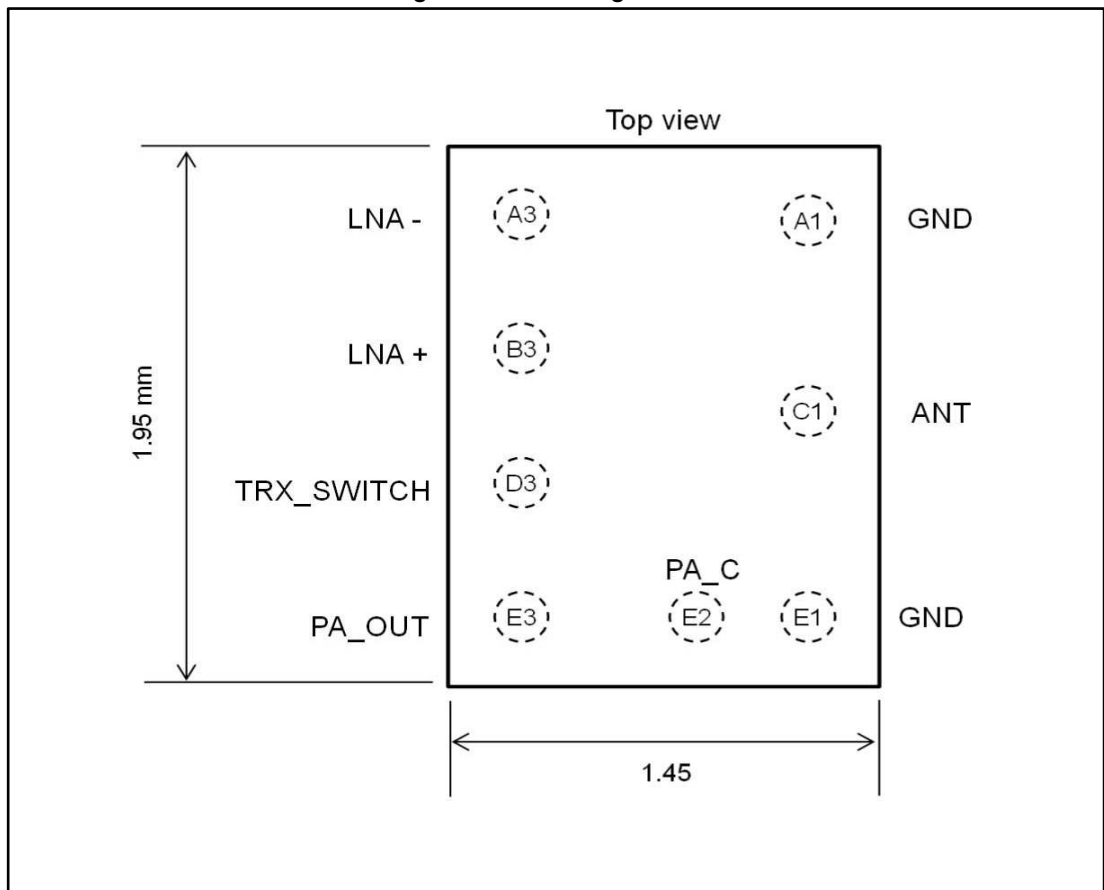 Top view
LNA - A3 A1 GND
LNA + B3
C1 ANT
1.95 mm
TRX_SWITCH D3
PA_C
PA_OUT E3 E2 E1 GND
1.45